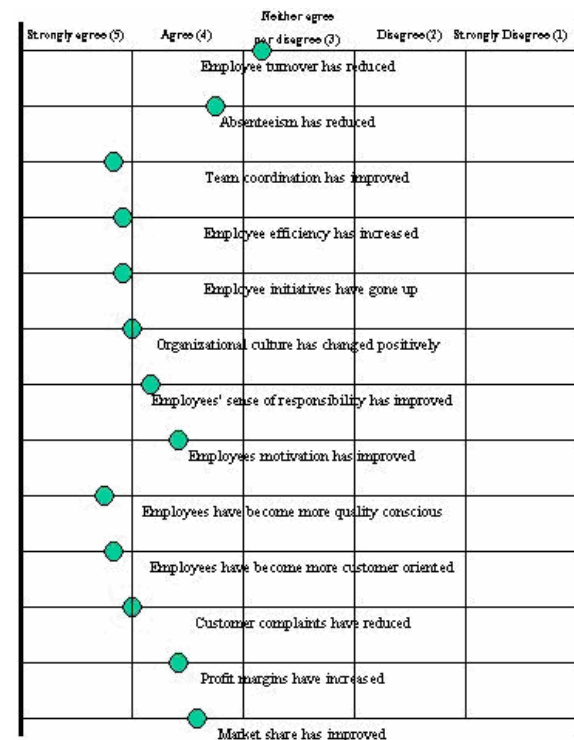 Neither agree
Strongly agree (5) Agree (4) nor disagree (3) Disagree (2) Strongly Disagree (1)
Employee turnover has reduced
Absenteeism has reduced
Team coordination has improved
Employee efficiency has increased
Employee initiatives have gone up
Organizational culture has changed positively
Employees' sense of responsibility has improved
Employees motivation has improved
Employees have become more quality conscious
Employees have become more customer oriented
Customer complaints have reduced
Profit margins have increased
Market share has improved